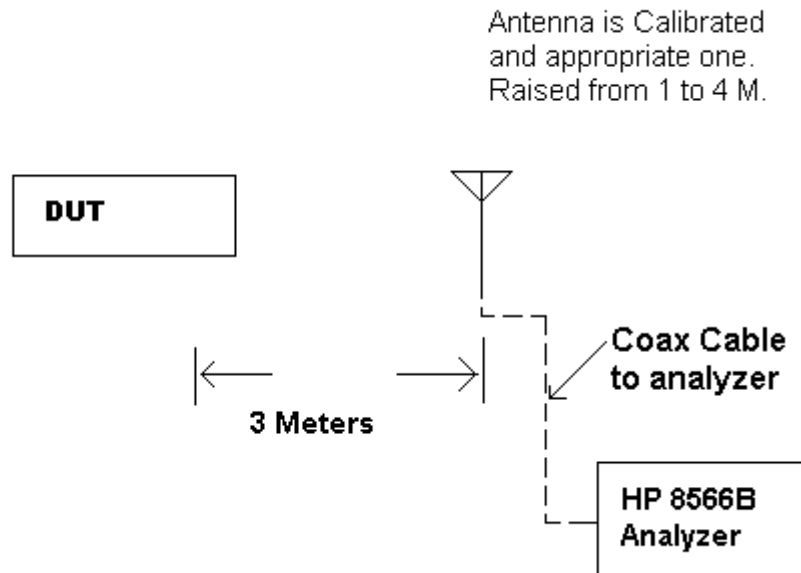 Antenna is Calibrated
and appropriate one.
Raised from 1 to 4 M.
DUT
Coax Cable
to analyzer
3 Meters
HP 8566B
Analyzer